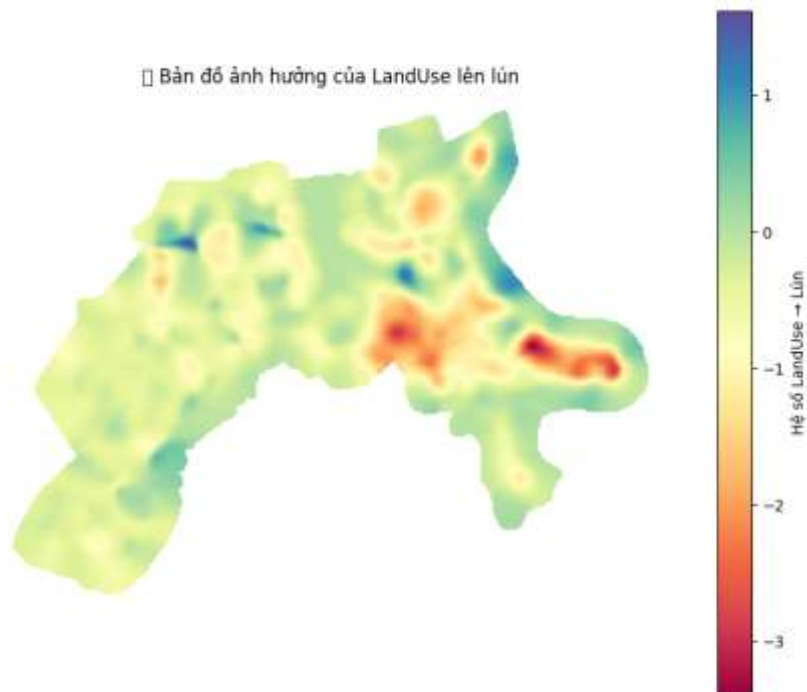 ▯ Bản đồ ảnh hưởng của LandUse lên lún
1
0
−1
−2
−3
Hệ số LandUse → Lún